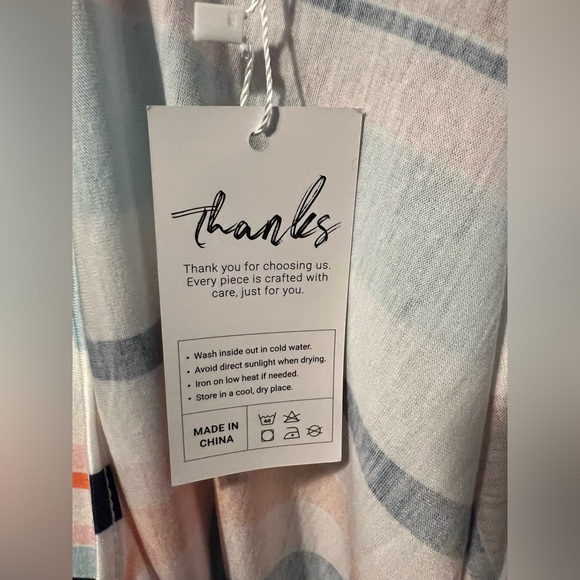 Thanks
Thank you for choosing us.
Every piece is crafted with
care, just for you.
• Wash inside out in cold water.
• Avoid direct sunlight when drying.
• Iron on low heat if needed.
• Store in a cool, dry place.
MADE IN
CHINA